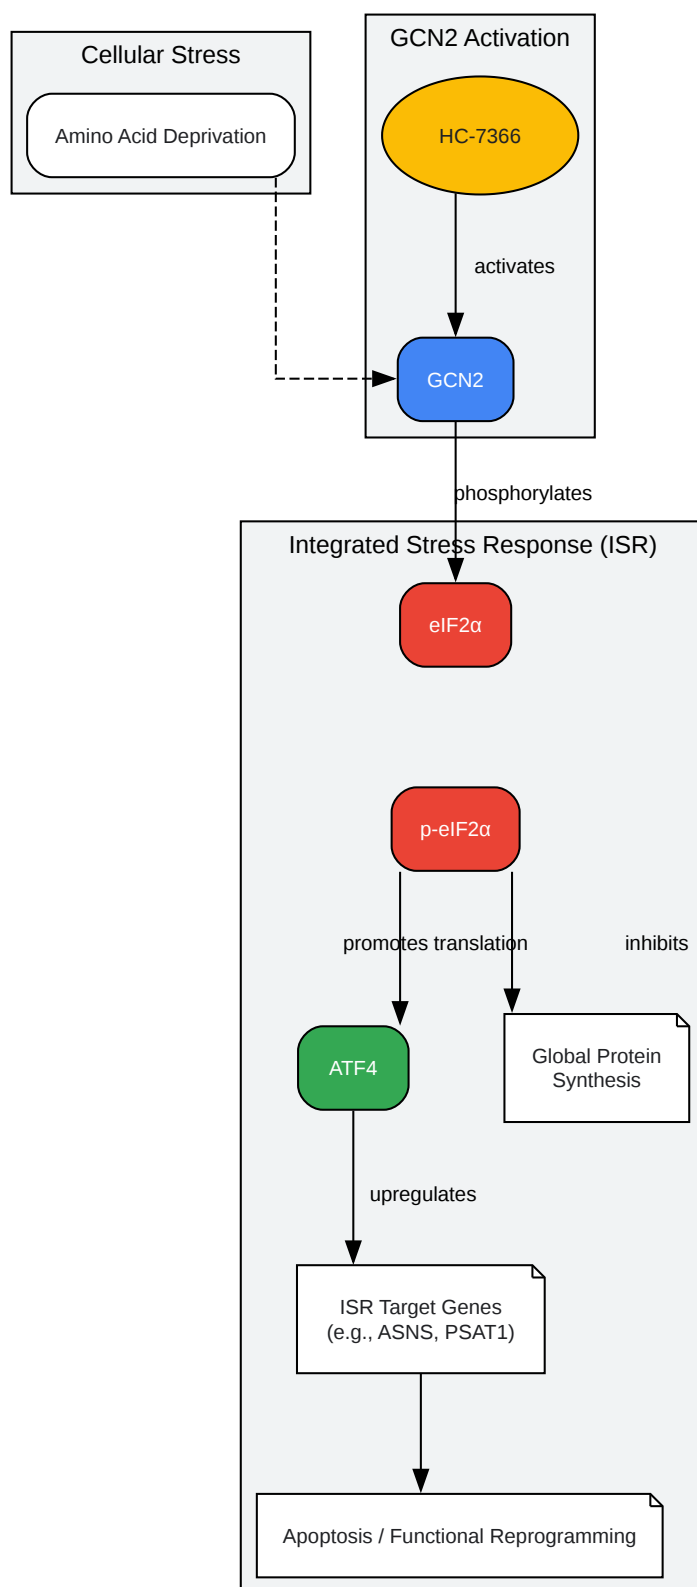 GCN2 Activation
Cellular Stress
Amino Acid Deprivation
HC-7366
activates
GCN2
phosphorylates
Integrated Stress Response (ISR)
eIF2α
p-eIF2α
promotes translation
inhibits
Global Protein
Synthesis
ATF4
upregulates
ISR Target Genes
(e.g., ASNS, PSAT1)
Apoptosis / Functional Reprogramming